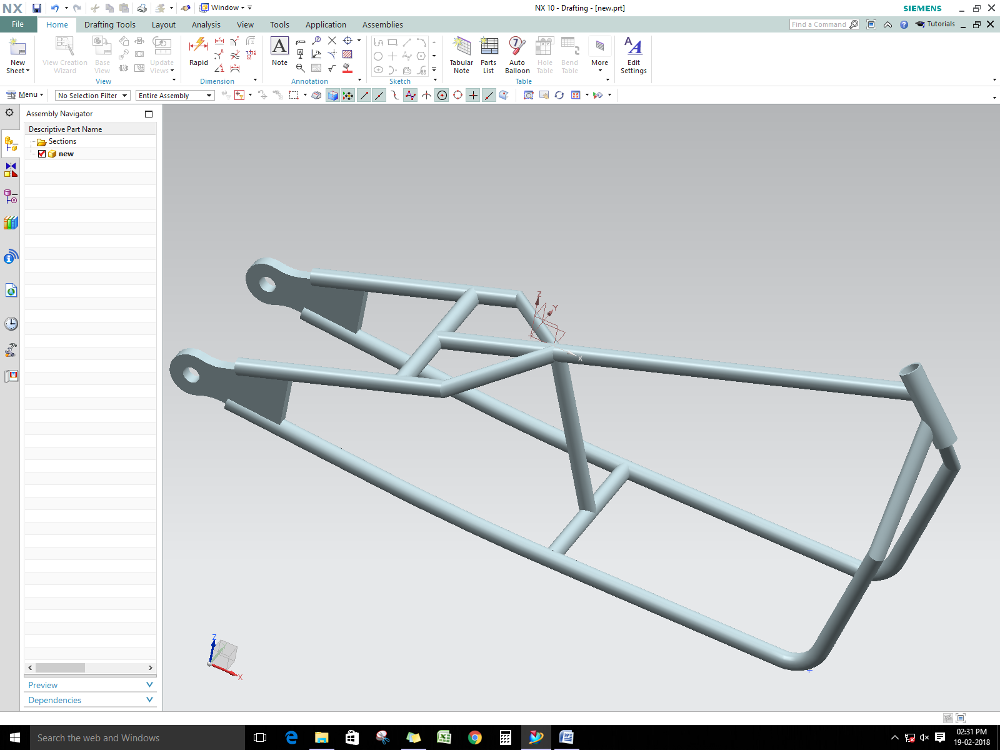 NX
Window
NX 10 - Drafting - [new.prt]
SIEMENS
File
Home
Drafting Tools
Layout
Analysis
View
Tools
Application
Assemblies
Find a Command
Tutorials
New
Sheet
View Creation
Wizard
Base
View
Update
Views
View
Rapid
Dimension
A
Note
Annotation
Sketch
Tabular
Note
Parts
List
7
Auto
Balloon
Hole
Table
Bend
Table
More
Table
Edit
Settings
Menu
No Selection Filter
Entire Assembly
Assembly Navigator
Descriptive Part Name
Sections
new
Z
Y
X
Z
X
Preview
Dependencies
Search the web and Windows
02:31 PM
19-02-2018